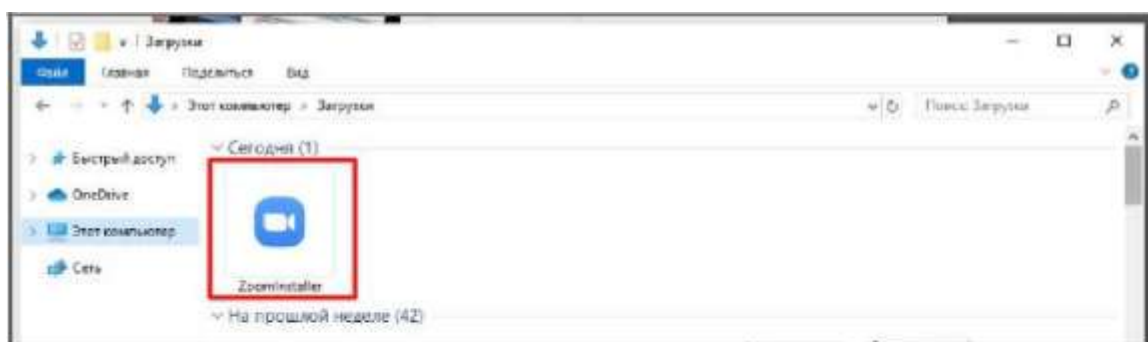 Загрузки
Файл Главная Поделиться Вид
Этот компьютер > Загрузки
Поиск: Загрузки
Сегодня (1)
Быстрый доступ
OneDrive
Этот компьютер
Сеть
ZoomInstaller
На прошлой неделе (42)